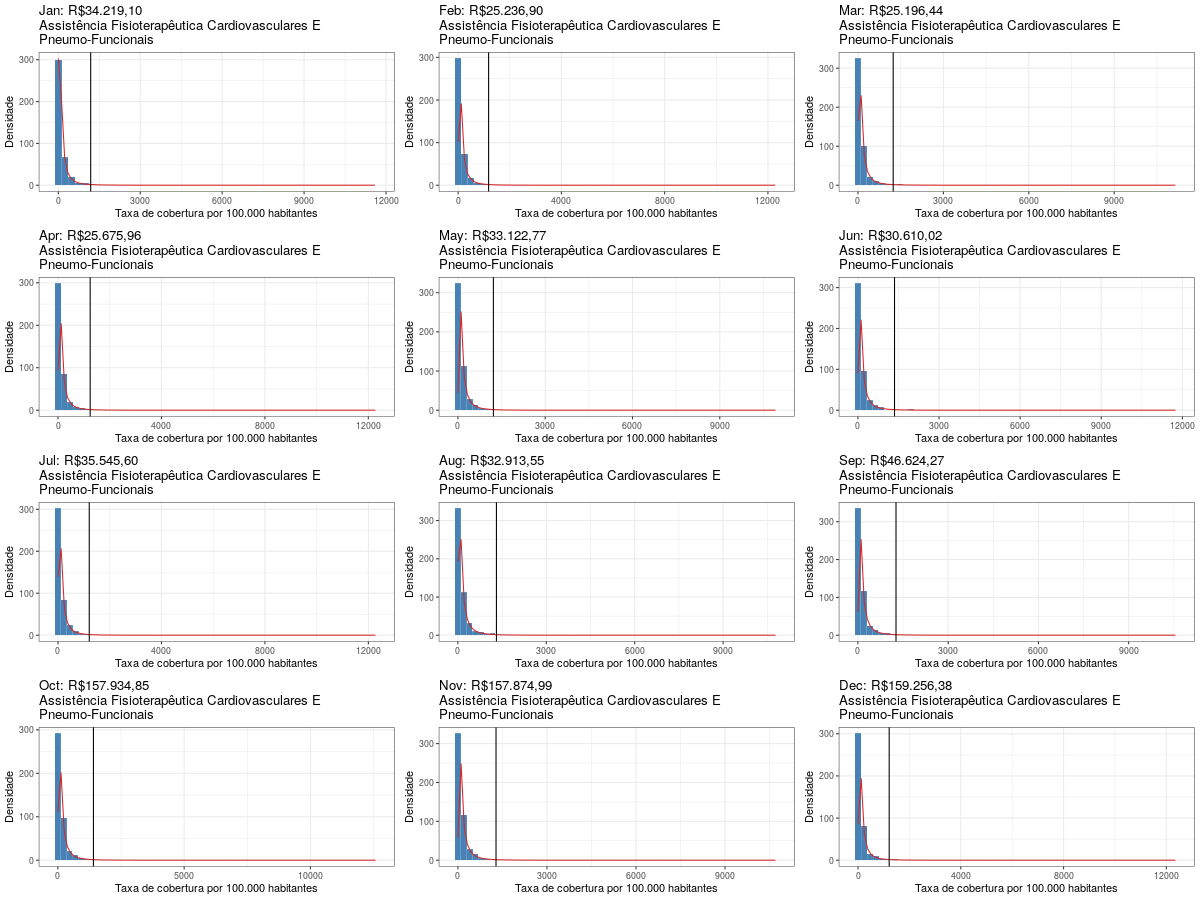 Jan: R$34.219,10
Assistência Fisioterapêutica Cardiovasculares E
Pneumo-Funcionais
300
200
100
0
Densidade
0 3000 6000 9000 12000
Taxa de cobertura por 100.000 habitantes
Feb: R$25.236,90
Assistência Fisioterapêutica Cardiovasculares E
Pneumo-Funcionais
300
200
100
0
Densidade
0 4000 8000 12000
Taxa de cobertura por 100.000 habitantes
Mar: R$25.196,44
Assistência Fisioterapêutica Cardiovasculares E
Pneumo-Funcionais
300
200
100
0
Densidade
0 3000 6000 9000
Taxa de cobertura por 100.000 habitantes
Apr: R$25.675,96
Assistência Fisioterapêutica Cardiovasculares E
Pneumo-Funcionais
300
200
100
0
Densidade
0 4000 8000 12000
Taxa de cobertura por 100.000 habitantes
May: R$33.122,77
Assistência Fisioterapêutica Cardiovasculares E
Pneumo-Funcionais
300
200
100
0
Densidade
0 3000 6000 9000
Taxa de cobertura por 100.000 habitantes
Jun: R$30.610,02
Assistência Fisioterapêutica Cardiovasculares E
Pneumo-Funcionais
300
200
100
0
Densidade
0 3000 6000 9000 12000
Taxa de cobertura por 100.000 habitantes
Jul: R$35.545,60
Assistência Fisioterapêutica Cardiovasculares E
Pneumo-Funcionais
300
200
100
0
Densidade
0 4000 8000 12000
Taxa de cobertura por 100.000 habitantes
Aug: R$32.913,55
Assistência Fisioterapêutica Cardiovasculares E
Pneumo-Funcionais
300
200
100
0
Densidade
0 3000 6000 9000
Taxa de cobertura por 100.000 habitantes
Sep: R$46.624,27
Assistência Fisioterapêutica Cardiovasculares E
Pneumo-Funcionais
300
200
100
0
Densidade
0 3000 6000 9000
Taxa de cobertura por 100.000 habitantes
Oct: R$157.934,85
Assistência Fisioterapêutica Cardiovasculares E
Pneumo-Funcionais
300
200
100
0
Densidade
0 5000 10000
Taxa de cobertura por 100.000 habitantes
Nov: R$157.874,99
Assistência Fisioterapêutica Cardiovasculares E
Pneumo-Funcionais
300
200
100
0
Densidade
0 3000 6000 9000
Taxa de cobertura por 100.000 habitantes
Dec: R$159.256,38
Assistência Fisioterapêutica Cardiovasculares E
Pneumo-Funcionais
300
200
100
0
Densidade
0 4000 8000 12000
Taxa de cobertura por 100.000 habitantes